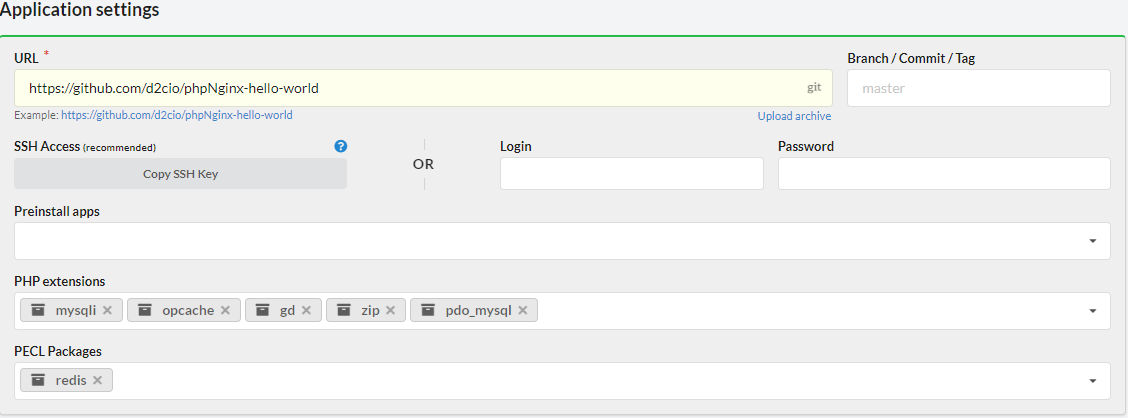 Application settings
URL *
Branch / Commit / Tag
https://github.com/d2cio/phpNginx-hello-world git
master
Example: https://github.com/d2cio/phpNginx-hello-world
Upload archive
SSH Access (recommended) ?
OR
Login
Password
Copy SSH Key
Preinstall apps
PHP extensions
mysqli × opcache × gd × zip × pdo_mysql ×
PECL Packages
redis ×